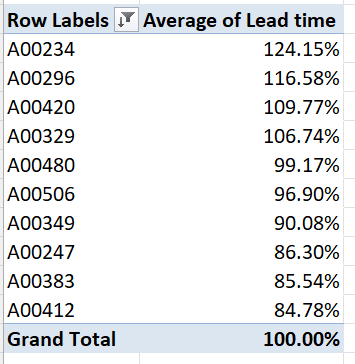 Row Labels Average of Lead time
A00234 124.15%
A00296 116.58%
A00420 109.77%
A00329 106.74%
A00480 99.17%
A00506 96.90%
A00349 90.08%
A00247 86.30%
A00383 85.54%
A00412 84.78%
Grand Total 100.00%